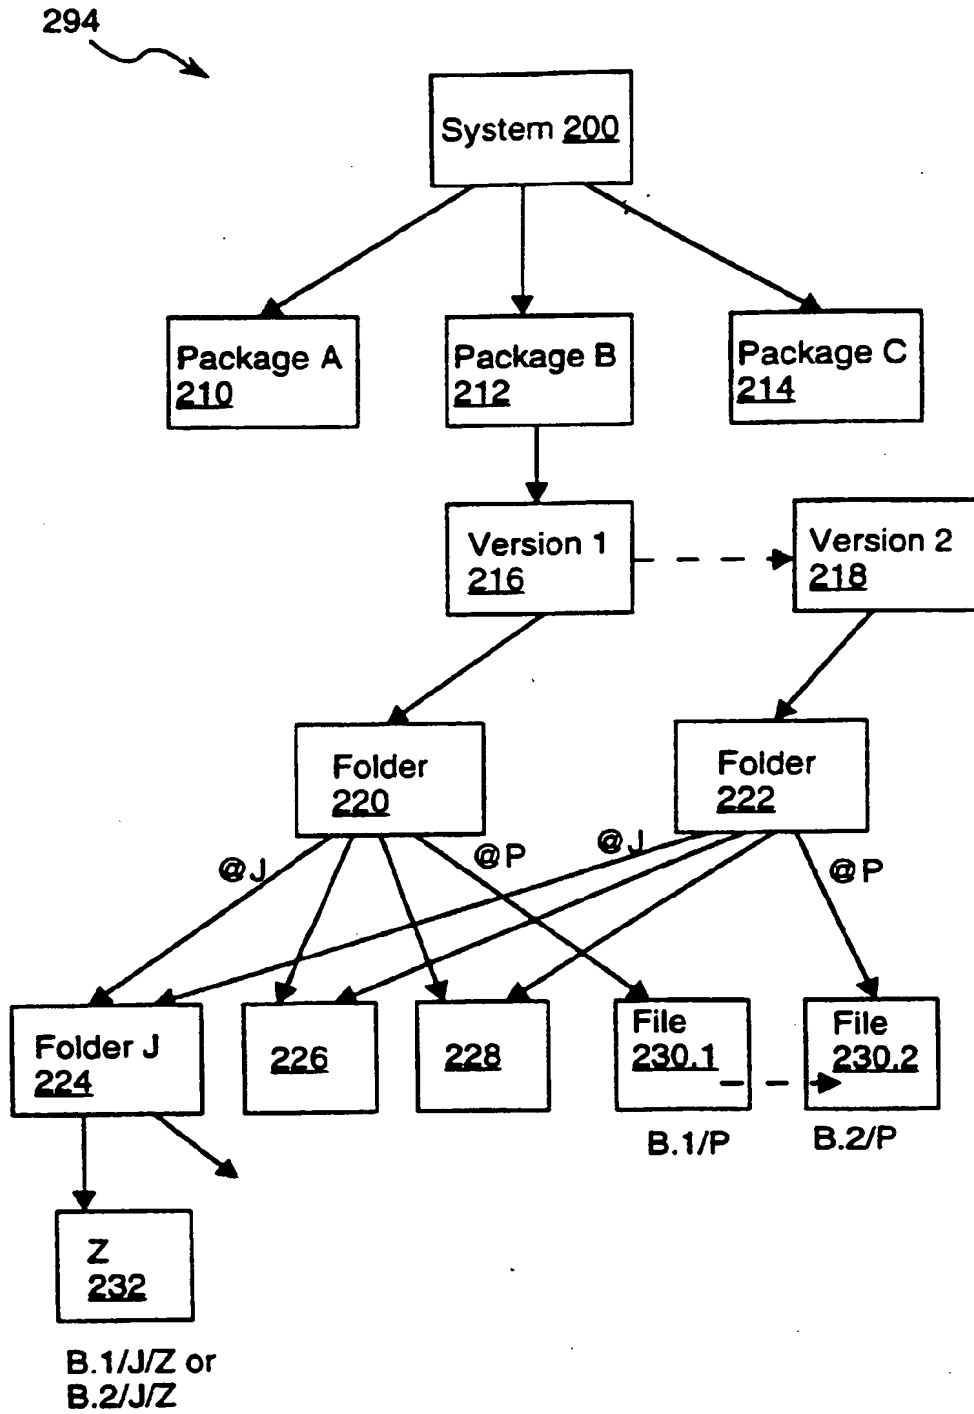 294
System 200
Package A
210
Package B
212
Package C
214
Version 1
216
Version 2
218
Folder
220
Folder
222
@J
@P
@J
@P
Folder J
224
226
228
File
230.1
File
230.2
B.1/P
B.2/P
Z
232
B.1/J/Z or
B.2/J/Z